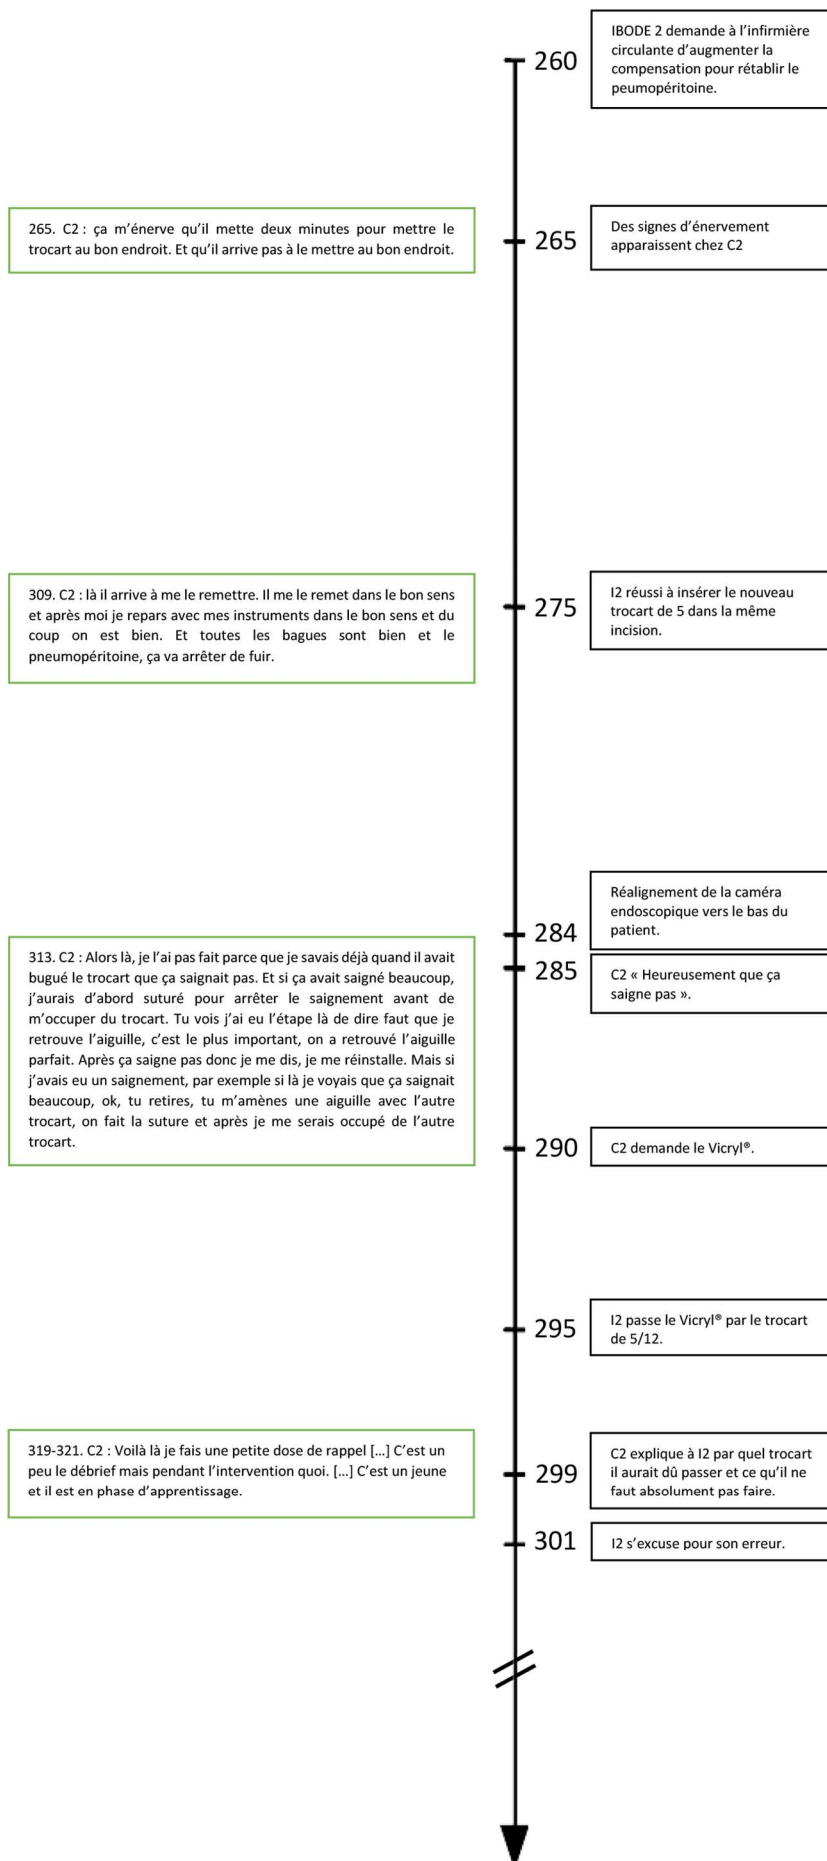 IBODE 2 demande à l’infirmière
circulante d’augmenter la
compensation pour rétablir le
peumopéritoine.
260
265. C2 : ça m’énerve qu’il mette deux minutes pour mettre le
trocart au bon endroit. Et qu’il arrive pas à le mettre au bon endroit.
265
Des signes d’énervement
apparaissent chez C2
309. C2 : là il arrive à me le remettre. Il me le remet dans le bon sens
et après moi je repars avec mes instruments dans le bon sens et du
coup on est bien. Et toutes les bagues sont bien et le
pneumopéritoine, ça va arrêter de fuir.
275
I2 réussi à insérer le nouveau
trocart de 5 dans la même
incision.
284
Réalignement de la caméra
endoscopique vers le bas du
patient.
313. C2 : Alors là, je l’ai pas fait parce que je savais déjà quand il avait
bugué le trocart que ça saignait pas. Et si ça avait saigné beaucoup,
j’aurais d’abord suturé pour arrêter le saignement avant de
m’occuper du trocart. Tu vois j’ai eu l’étape là de dire faut que je
retrouve l’aiguille, c’est le plus important, on a retrouvé l’aiguille
parfait. Après ça saigne pas donc je me dis, je me réinstalle. Mais si
j’avais eu un saignement, par exemple si là je voyais que ça saignait
beaucoup, ok, tu retires, tu m’amènes une aiguille avec l’autre
trocart, on fait la suture et après je me serais occupé de l’autre
trocart.
285
C2 « Heureusement que ça
saigne pas ».
290
C2 demande le Vicryl®.
295
I2 passe le Vicryl® par le trocart
de 5/12.
319-321. C2 : Voilà là je fais une petite dose de rappel […] C’est un
peu le débrief mais pendant l’intervention quoi. […] C’est un jeune
et il est en phase d’apprentissage.
299
C2 explique à I2 par quel trocart
il aurait dû passer et ce qu’il ne
faut absolument pas faire.
301
I2 s’excuse pour son erreur.